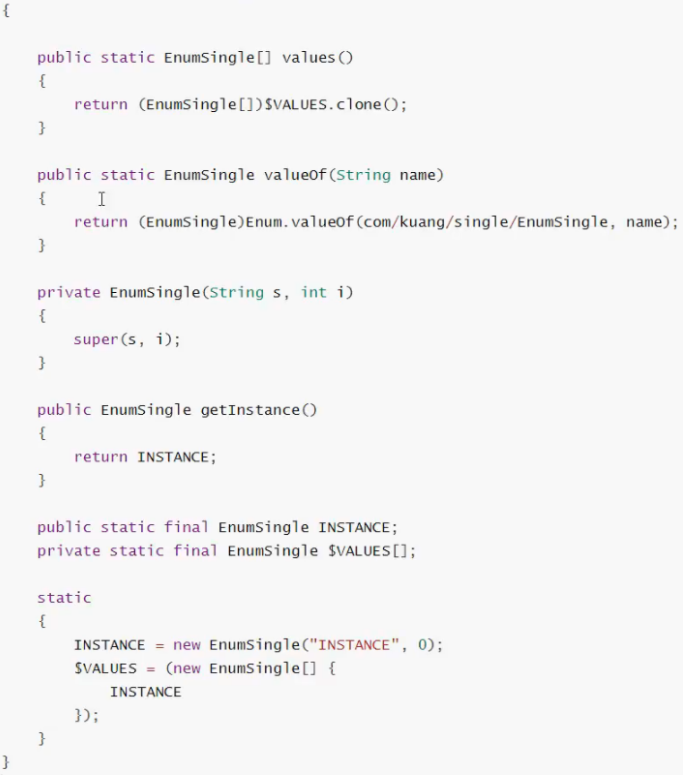 {
public static EnumSingle[] values()
{
return (EnumSingle[])$VALUES.clone();
}
public static EnumSingle valueOf(String name)
{
return (EnumSingle)Enum.valueOf(com/kuang/single/EnumSingle, name);
}
private EnumSingle(String s, int i)
{
super(s, i);
}
public EnumSingle getInstance()
{
return INSTANCE;
}
public static final EnumSingle INSTANCE;
private static final EnumSingle $VALUES[];
static
{
INSTANCE = new EnumSingle("INSTANCE", 0);
$VALUES = (new EnumSingle[] {
INSTANCE
});
}
}